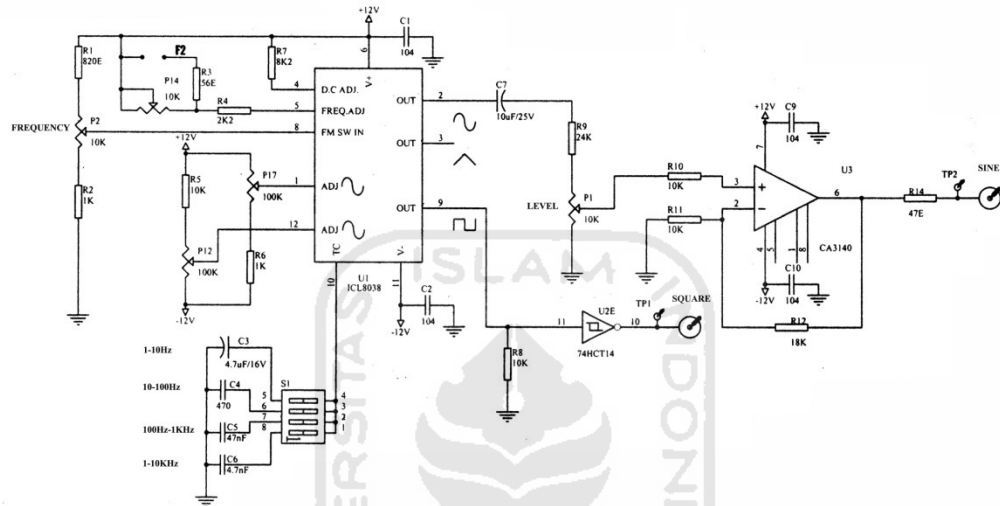 +12V
R1
820E
F2
R3
56E
P14
10K
R4
2K2
R7
8K2
C1
104
6
V+
4
D.C ADJ.
5
FREQ.ADJ
8
FM SW IN
1
ADJ
12
ADJ
OUT
2
OUT
3
OUT
9
TC
10
V-
11
U1
ICL8038
FREQUENCY
P2
10K
R2
1K
+12V
R5
10K
P17
100K
P12
100K
R6
1K
-12V
C2
104
-12V
C7
10uF/25V
R9
24K
LEVEL
P1
10K
R10
10K
R11
10K
+12V
C9
104
7
U3
3
+
2
-
6
4
5
1
8
CA3140
C10
104
-12V
R12
18K
R14
47E
TP2
SINE
R8
10K
11
U2E
10
74HCT14
TP1
SQUARE
1-10Hz
C3
4.7uF/16V
10-100Hz
C4
470
100Hz-1KHz
C5
47nF
1-10KHz
C6
4.7nF
S1
5
6
7
8
4
3
2
1
ISLAM